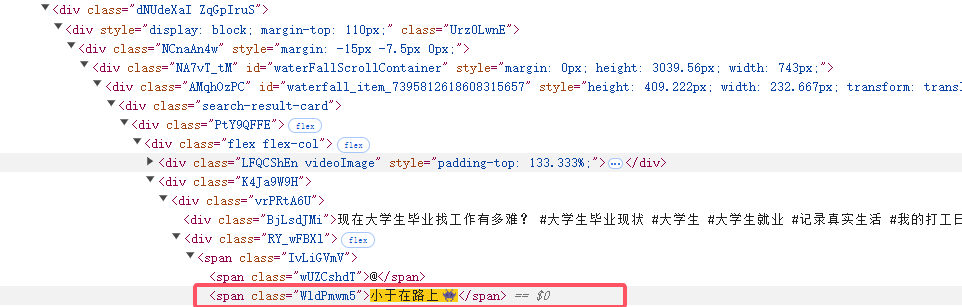 ▼<div class="dNUdeXaI ZqGpIruS">
▼<div style="display: block; margin-top: 110px;" class="UrzOLwnE">
▼<div class="NCnaAn4w" style="margin: -15px -7.5px 0px;">
▼<div class="NA7vT_tM" id="waterFallScrollContainer" style="margin: 0px; height: 3039.56px; width: 743px;">
▼<div class="AMqhOzPC" id="waterfall_item_7395812618608315657" style="height: 409.222px; width: 232.667px; transform: transl
▼<div class="search-result-card">
▼<div class="PtY9QFFE"> flex
▼<div class="flex flex-col"> flex
▶<div class="LFQCShEn videoImage" style="padding-top: 133.333%;"> … </div>
▼<div class="K4Ja9W9H">
▼<div class="vrPRtA6U">
<div class="BjLsdJMi">现在大学生毕业找工作有多难？ #大学生毕业现状 #大学生 #大学生就业 #记录真实生活 #我的打工日
▼<div class="RY_wFBXl"> flex
▼<span class="IvLiGVmV">
<span class="wUZCshdT">@</span>
<span class="WldPmwm5">小于在路上👾</span> == $0